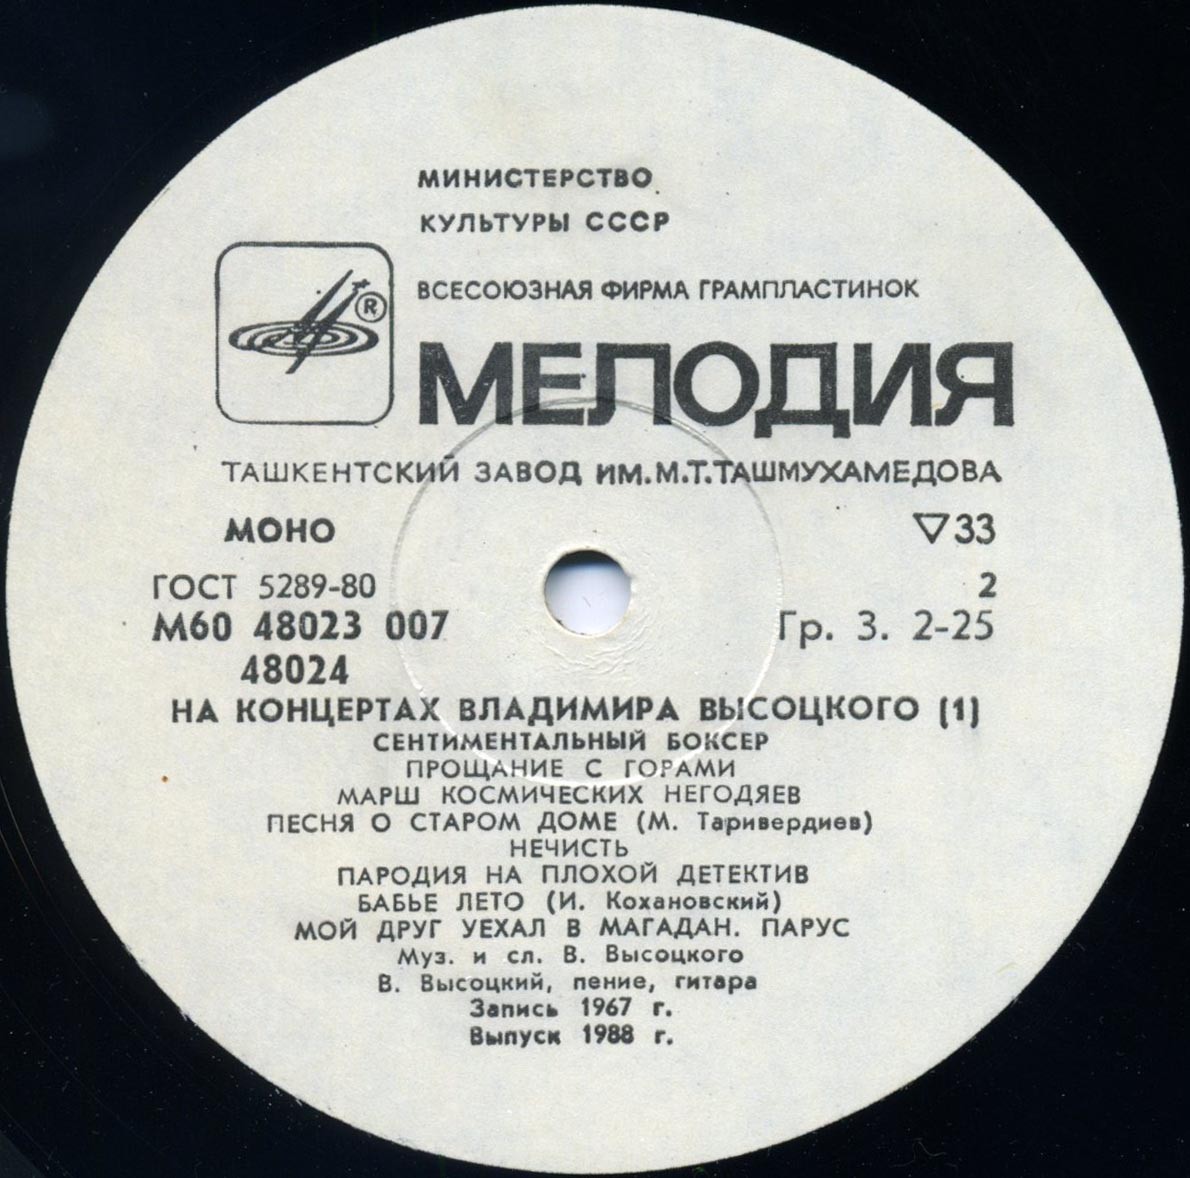 МИНИСТЕРСТВО
КУЛЬТУРЫ СССР
ВСЕСОЮЗНАЯ ФИРМА ГРАМПЛАСТИНОК
®
МЕЛОДИЯ
ТАШКЕНТСКИЙ ЗАВОД ИМ.М.Т.ТАШМУХАМЕДОВА
МОНО ▽33
ГОСТ 5289-80 2
М60 48023 007 Гр. 3. 2-25
48024
НА КОНЦЕРТАХ ВЛАДИМИРА ВЫСОЦКОГО (1)
СЕНТИМЕНТАЛЬНЫЙ БОКСЕР
ПРОЩАНИЕ С ГОРАМИ
МАРШ КОСМИЧЕСКИХ НЕГОДЯЕВ
ПЕСНЯ О СТАРОМ ДОМЕ (М. Таривердиев)
НЕЧИСТЬ
ПАРОДИЯ НА ПЛОХОЙ ДЕТЕКТИВ
БАБЬЕ ЛЕТО (И. Кохановский)
МОЙ ДРУГ УЕХАЛ В МАГАДАН. ПАРУС
Муз. и сл. В. Высоцкого
В. Высоцкий, пение, гитара
Запись 1967 г.
Выпуск 1988 г.